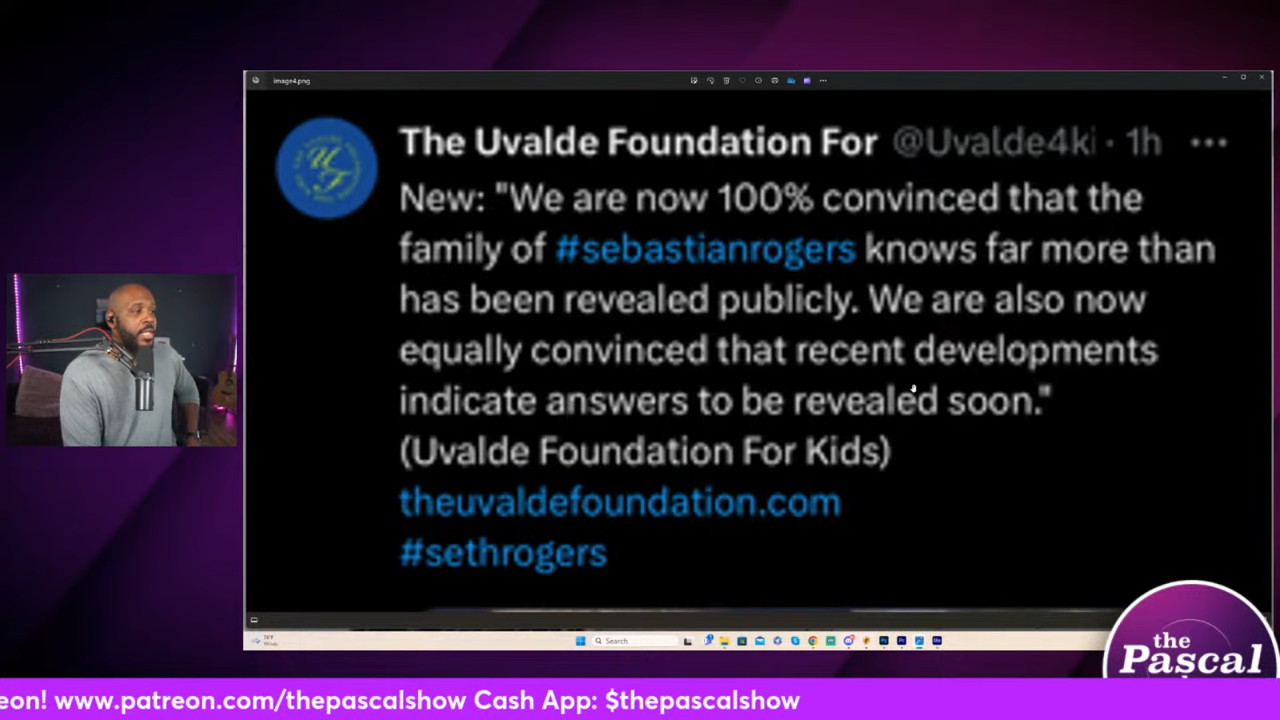 image4.png
The Uvalde Foundation For @Uvalde4ki · 1h
New: "We are now 100% convinced that the
family of #sebastianrogers knows far more than
has been revealed publicly. We are also now
equally convinced that recent developments
indicate answers to be revealed soon."
(Uvalde Foundation For Kids)
theuvaldefoundation.com
#sethrogers
Search
the
Pascal
eon! www.patreon.com/thepascalshow Cash App: $thepascalshow